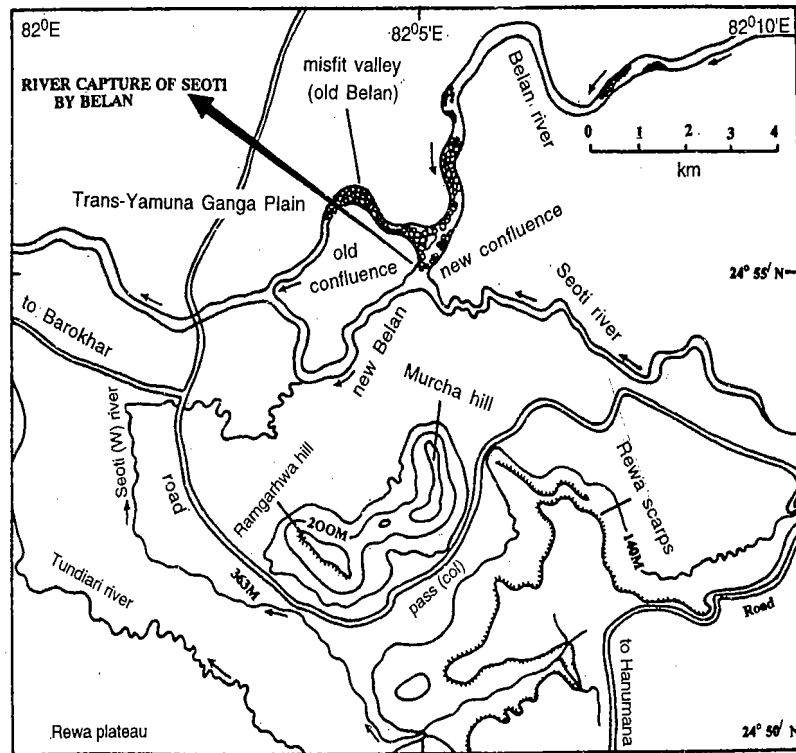 82⁰E
82⁰5'E
82⁰10'E
misfit valley
(old Belan)
RIVER CAPTURE OF SEOTI
BY BELAN
Belan river
0 1 2 3 4
km
Trans-Yamuna Ganga Plain
old
confluence
new confluence
24° 55' N
Seoti river
to Barokhar
new Belan
Murcha hill
Seoti (W) river
road
Ramgarhwa hill
200M
Rewa scarps
140M
363M
pass (col)
Tundiari river
Road
to Hanumana
Rewa plateau
24° 50' N